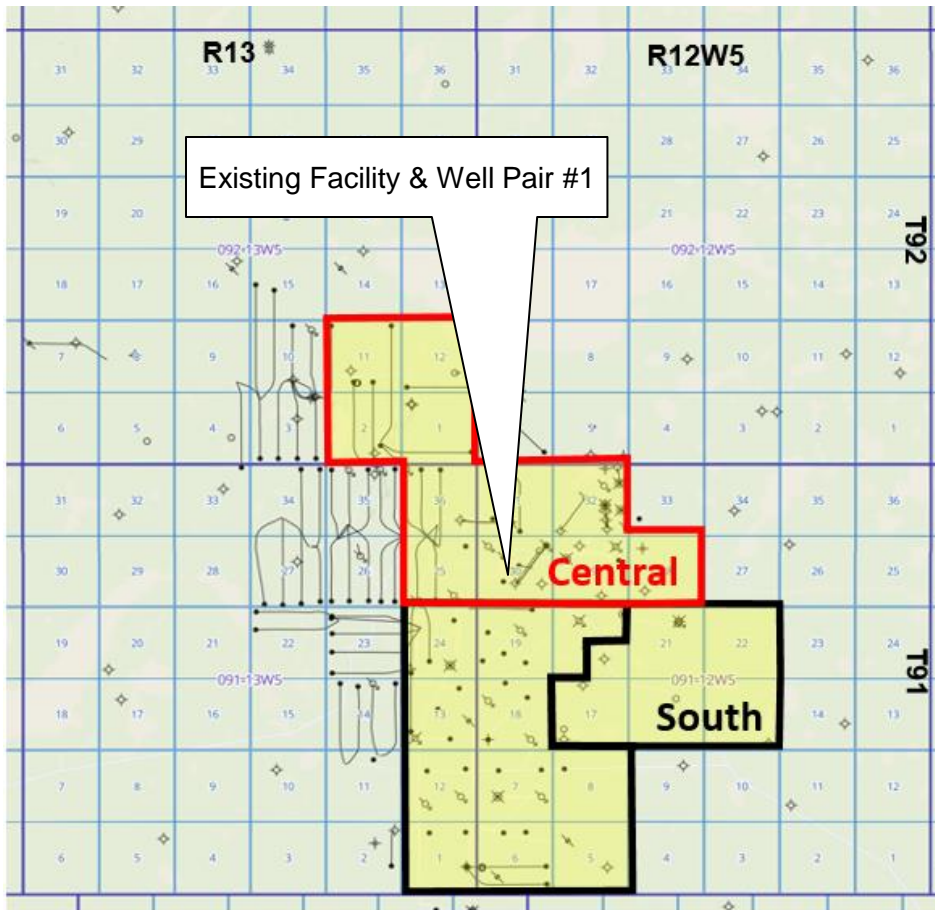 R13
R12W5
31 32 33 34 35 36 31 32 33 34 35 36
30 29 28 27 26 25
Existing Facility & Well Pair #1
19 20 21 22 23 24
T92
092-13W5 092-12W5
18 17 16 15 14 13 17 16 15 14 13
7 8 9 10 11 12 8 9 10 11 12
6 5 4 3 2 1 5 4 3 2 1
31 32 33 34 35 36 32 33 34 35 36
30 29 28 27 26 25 27 26 25
Central
19 20 21 22 23 24 19 21 22 23 24
T91
091-13W5 091-12W5
18 17 16 15 14 13 18 17 14 13
South
7 8 9 10 11 12 7 8 9 10 11 12
6 5 4 3 2 1 6 5 4 3 2 1